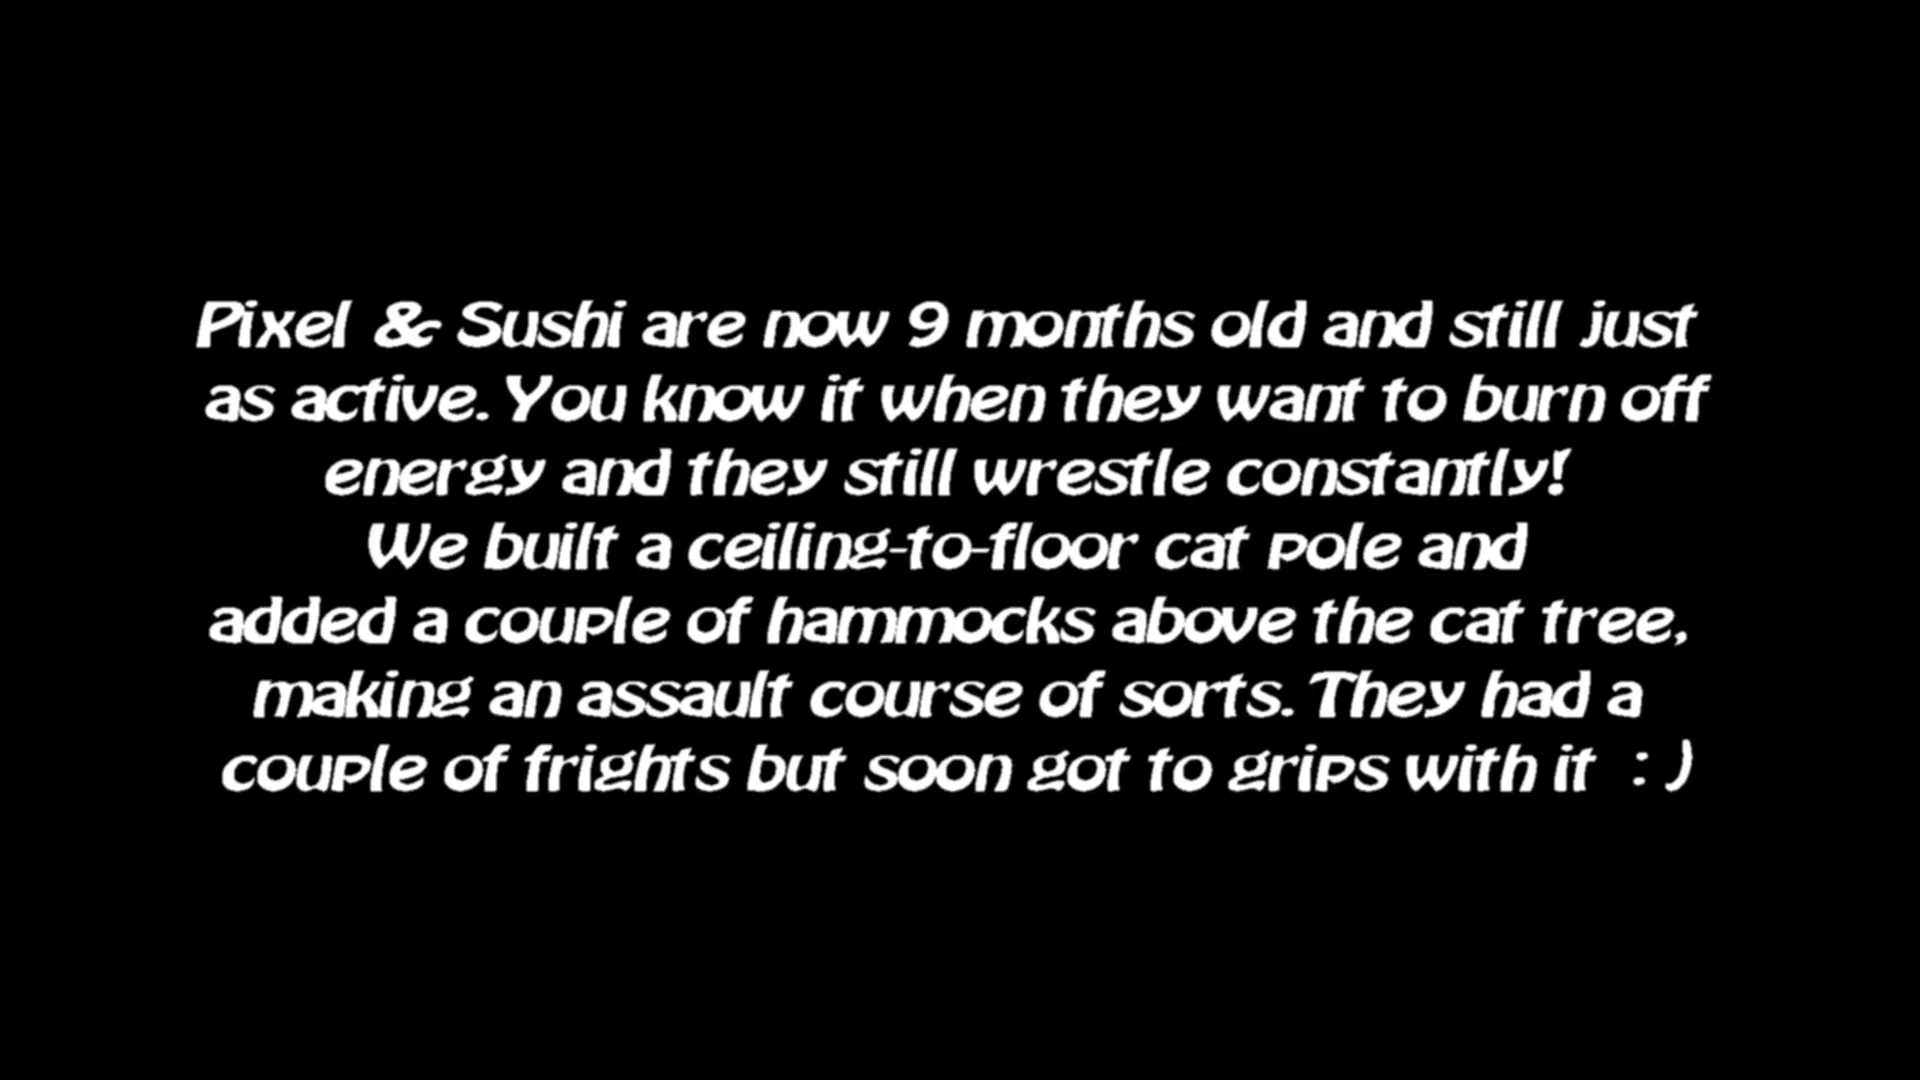 Pixel & Sushi are now 9 months old and still just
as active. You know it when they want to burn off
energy and they still wrestle constantly!
We built a ceiling-to-floor cat pole and
added a couple of hammocks above the cat tree,
making an assault course of sorts. They had a
couple of frights but soon got to grips with it : )